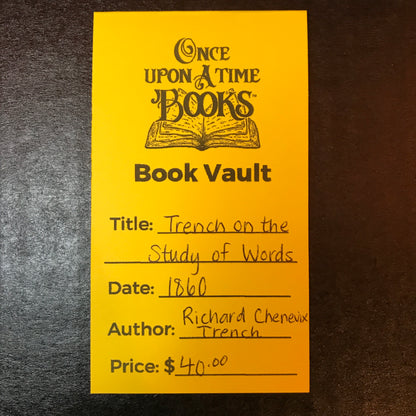 ONCE
UPON A TIME
BOOKS™
Book Vault
Title: Trench on the
Study of Words
Date: 1860
Author: Richard Chenevix
Trench
Price: $40.00